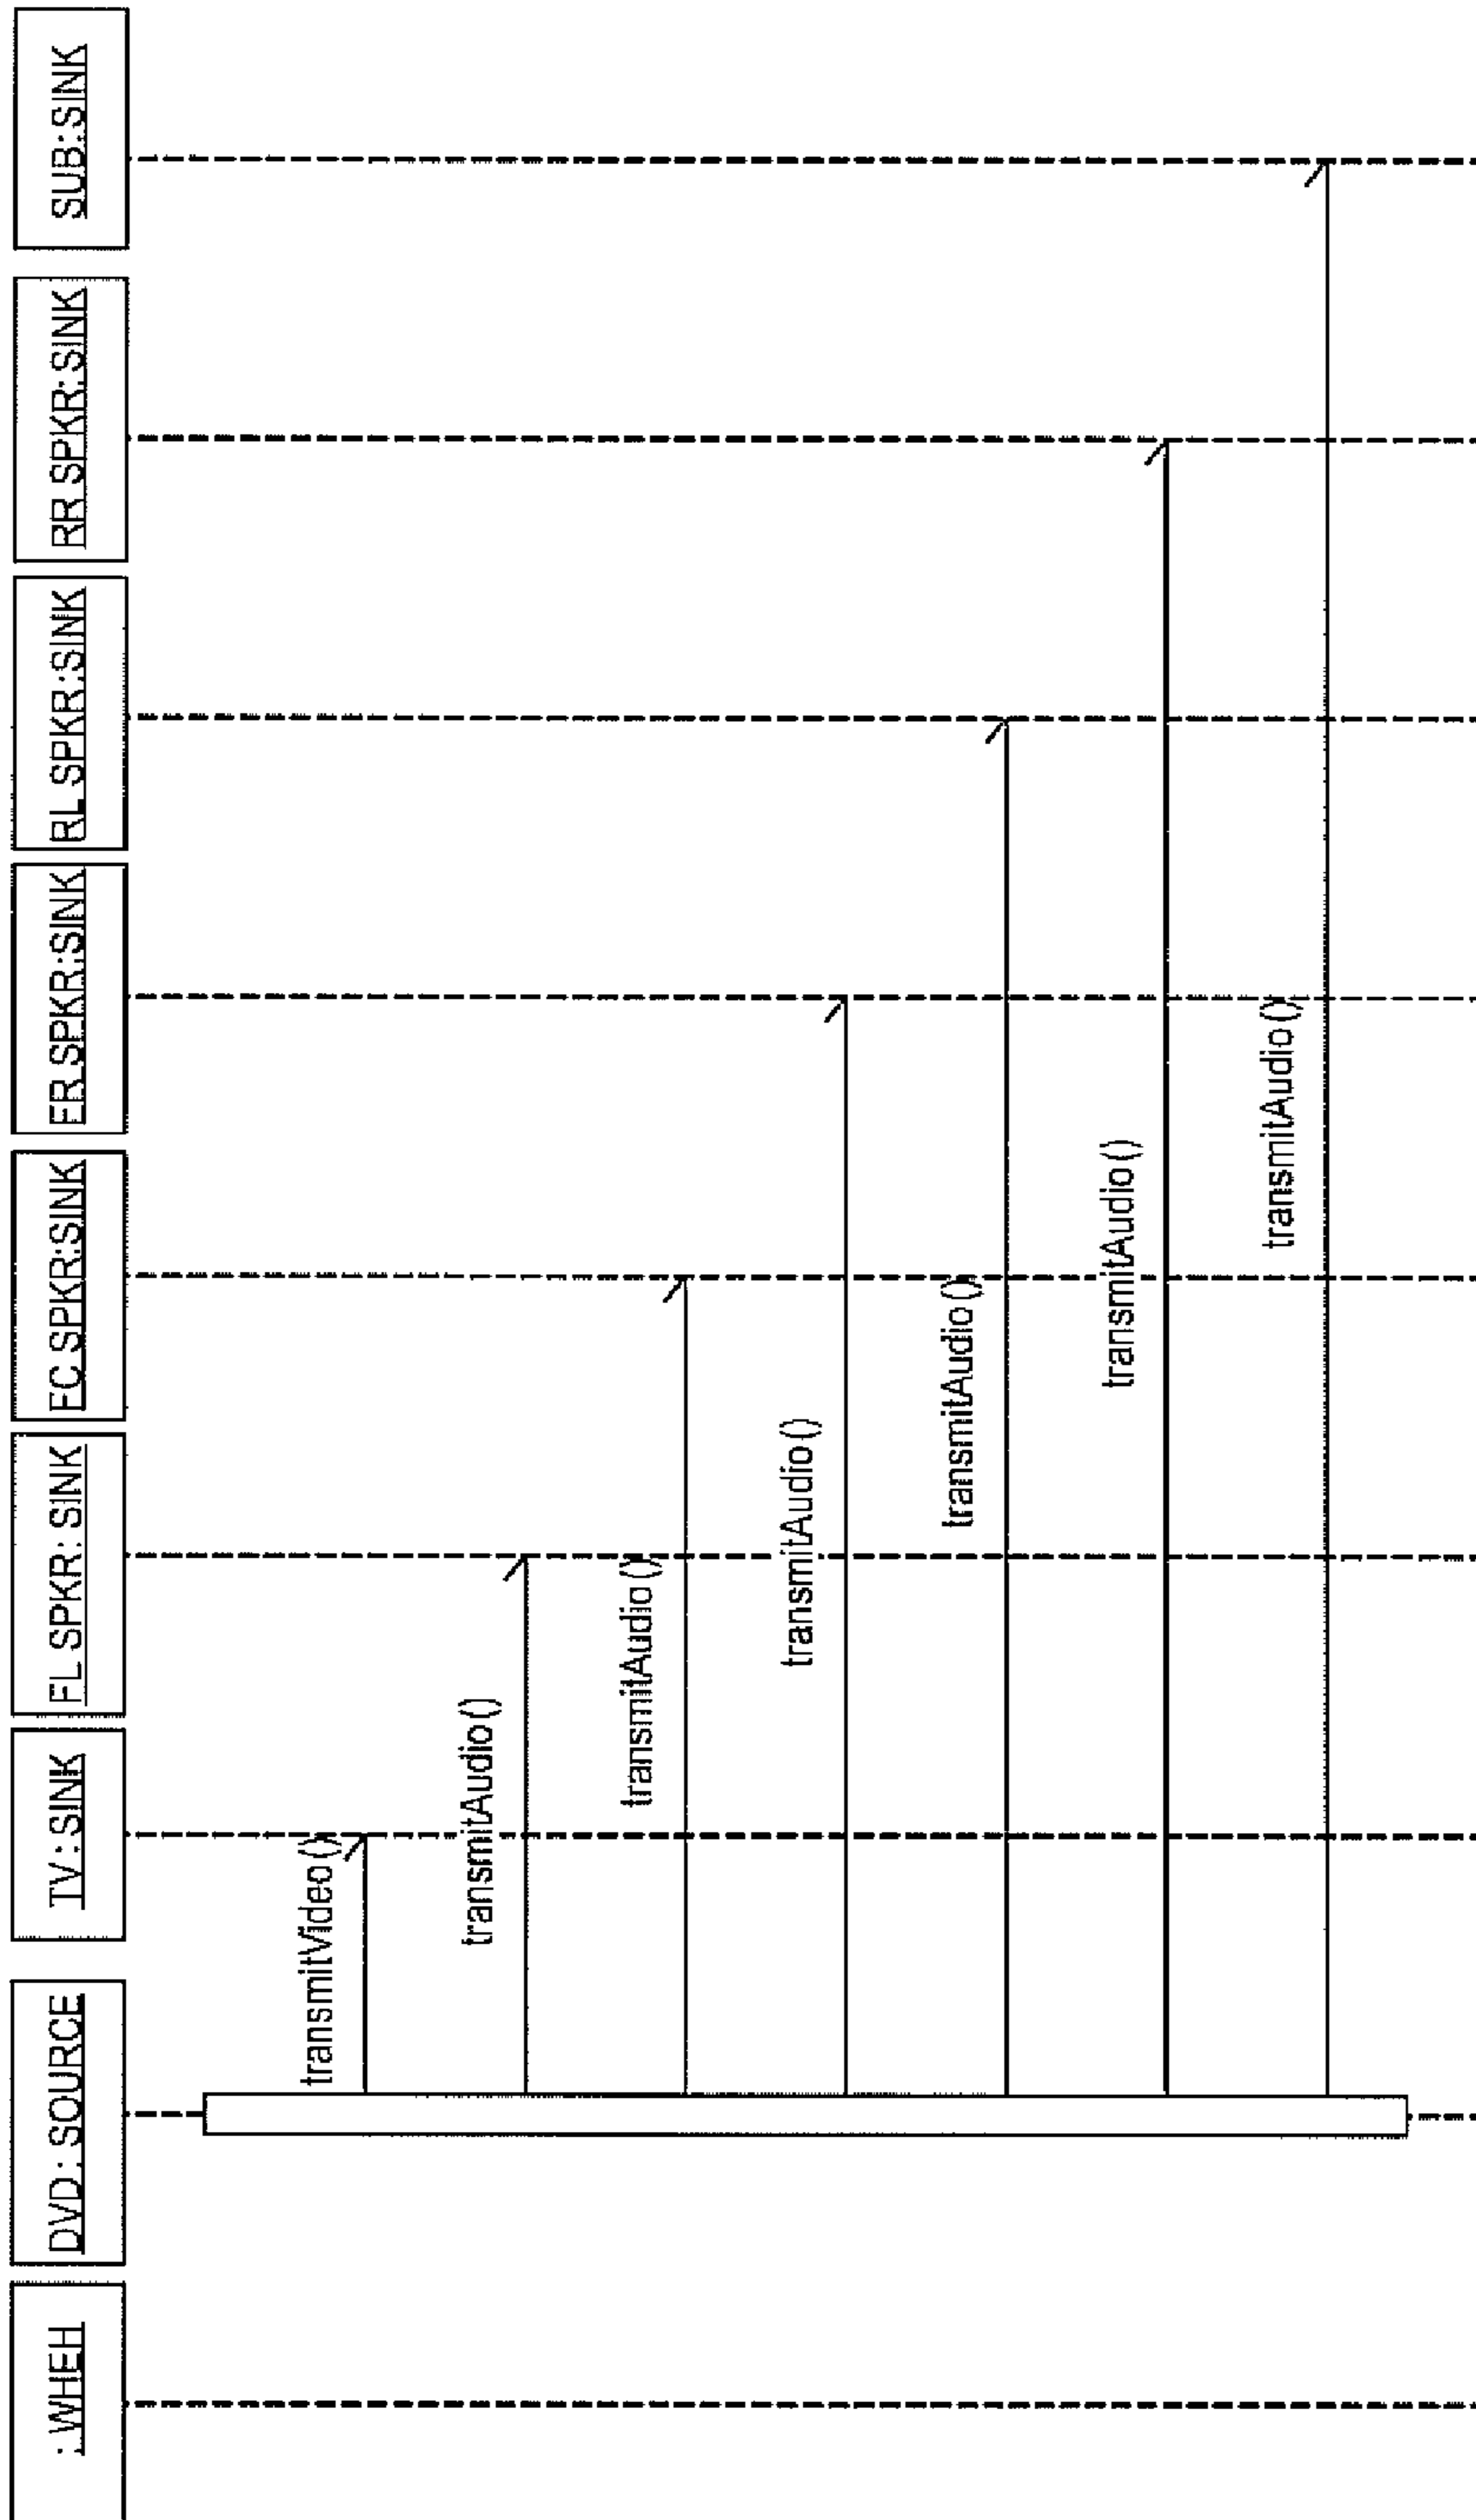 : WHEH
DVD: SOURCE
TV: SINK
FL SPKR: SINK
FC SPKR:SINK
FR SPKR:SINK
RL SPKR:SINK
RR SPKR:SINK
SUB:SINK
transmitVideo()
transmitAudio()
transmitAudio()
transmitAudio()
transmitAudio()
transmitAudio()
transmitAudio()